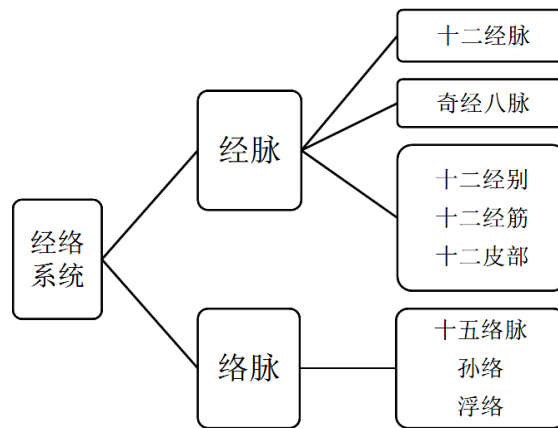 经络
系统
经脉
十二经脉
奇经八脉
十二经别
十二经筋
十二皮部
络脉
十五络脉
孙络
浮络